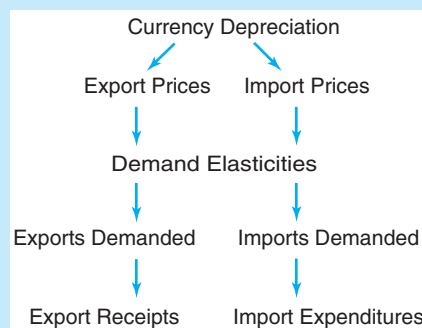 Currency Depreciation
Export Prices Import Prices
Demand Elasticities
Exports Demanded Imports Demanded
Export Receipts Import Expenditures